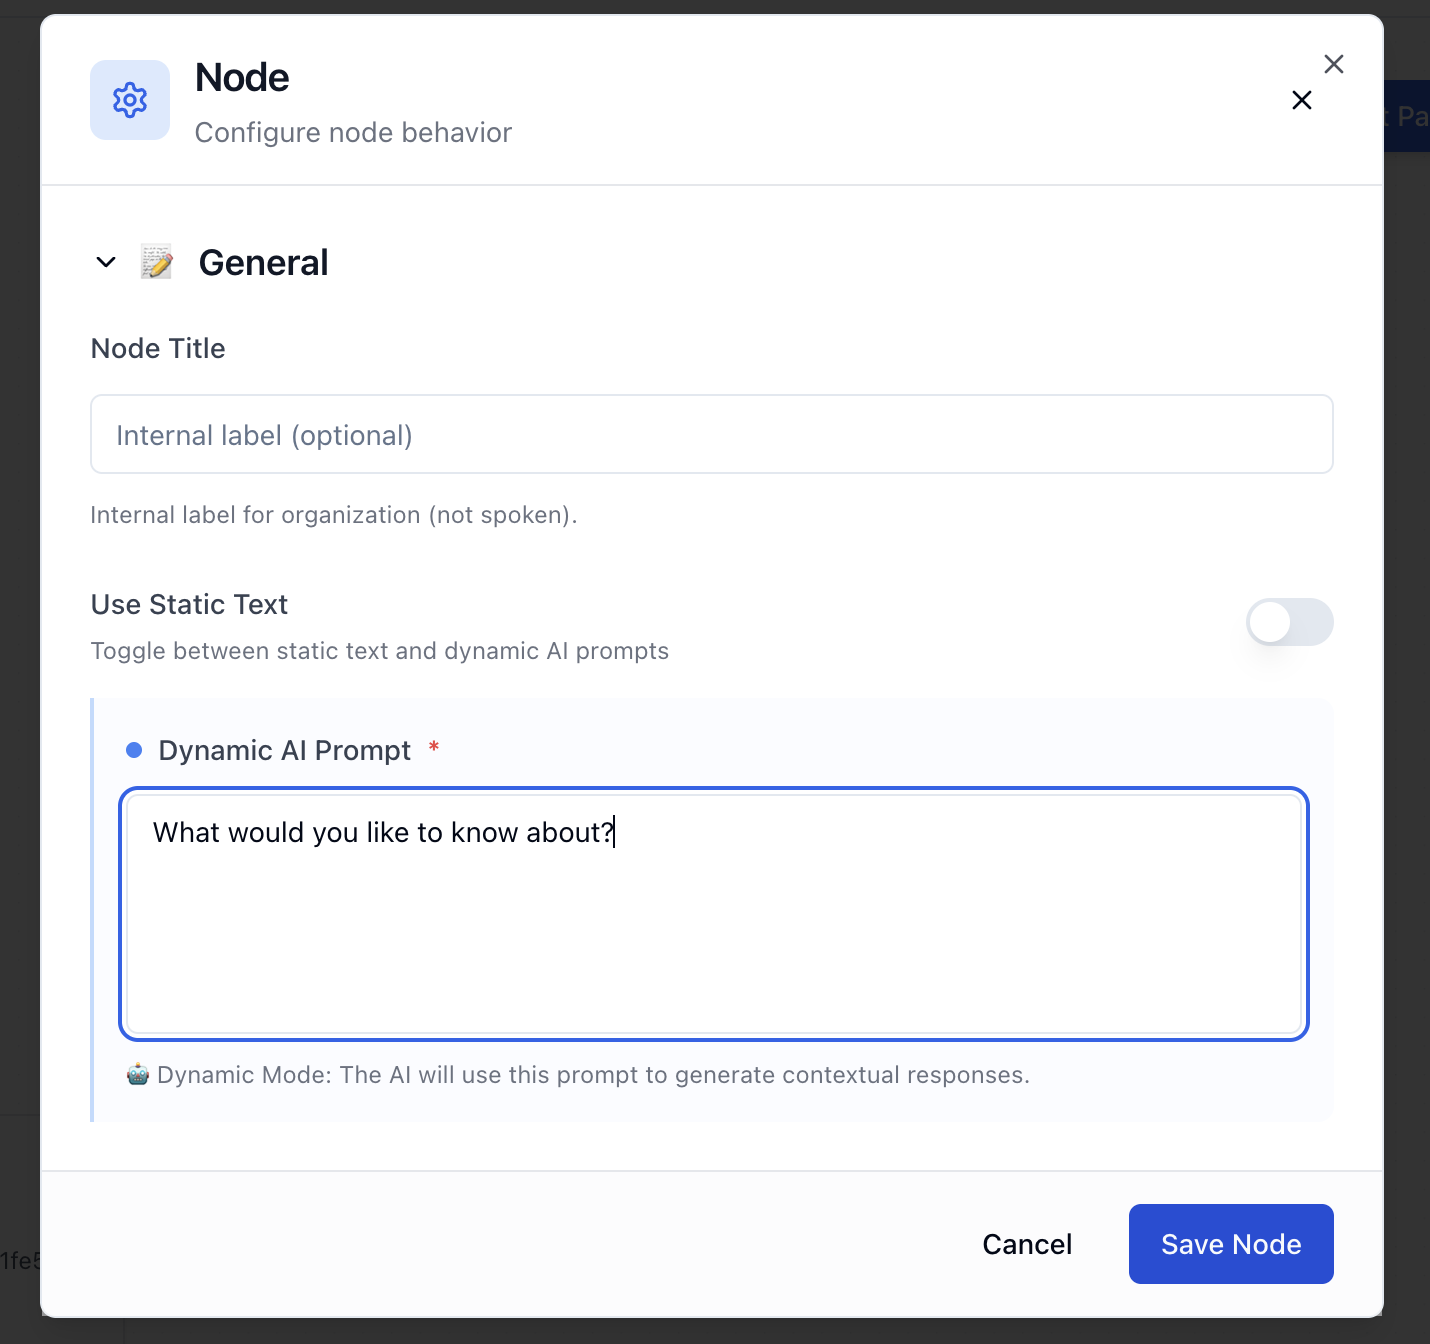 Node
Configure node behavior
t Pa
General
Node Title
Internal label (optional)
Internal label for organization (not spoken).
Use Static Text
Toggle between static text and dynamic AI prompts
Dynamic AI Prompt *
What would you like to know about?
🤖 Dynamic Mode: The AI will use this prompt to generate contextual responses.
1fe5
Cancel
Save Node